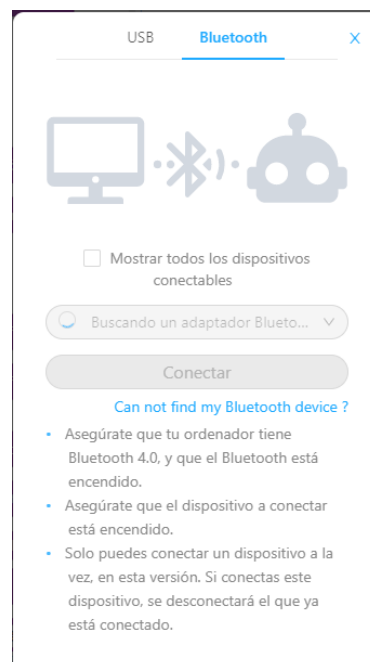 USB Bluetooth X
Mostrar todos los dispositivos
conectables
Buscando un adaptador Blueto...
Conectar
Can not find my Bluetooth device ?
• Asegúrate que tu ordenador tiene
Bluetooth 4.0, y que el Bluetooth está
encendido.
• Asegúrate que el dispositivo a conectar
está encendido.
• Solo puedes conectar un dispositivo a la
vez, en esta versión. Si conectas este
dispositivo, se desconectará el que ya
está conectado.